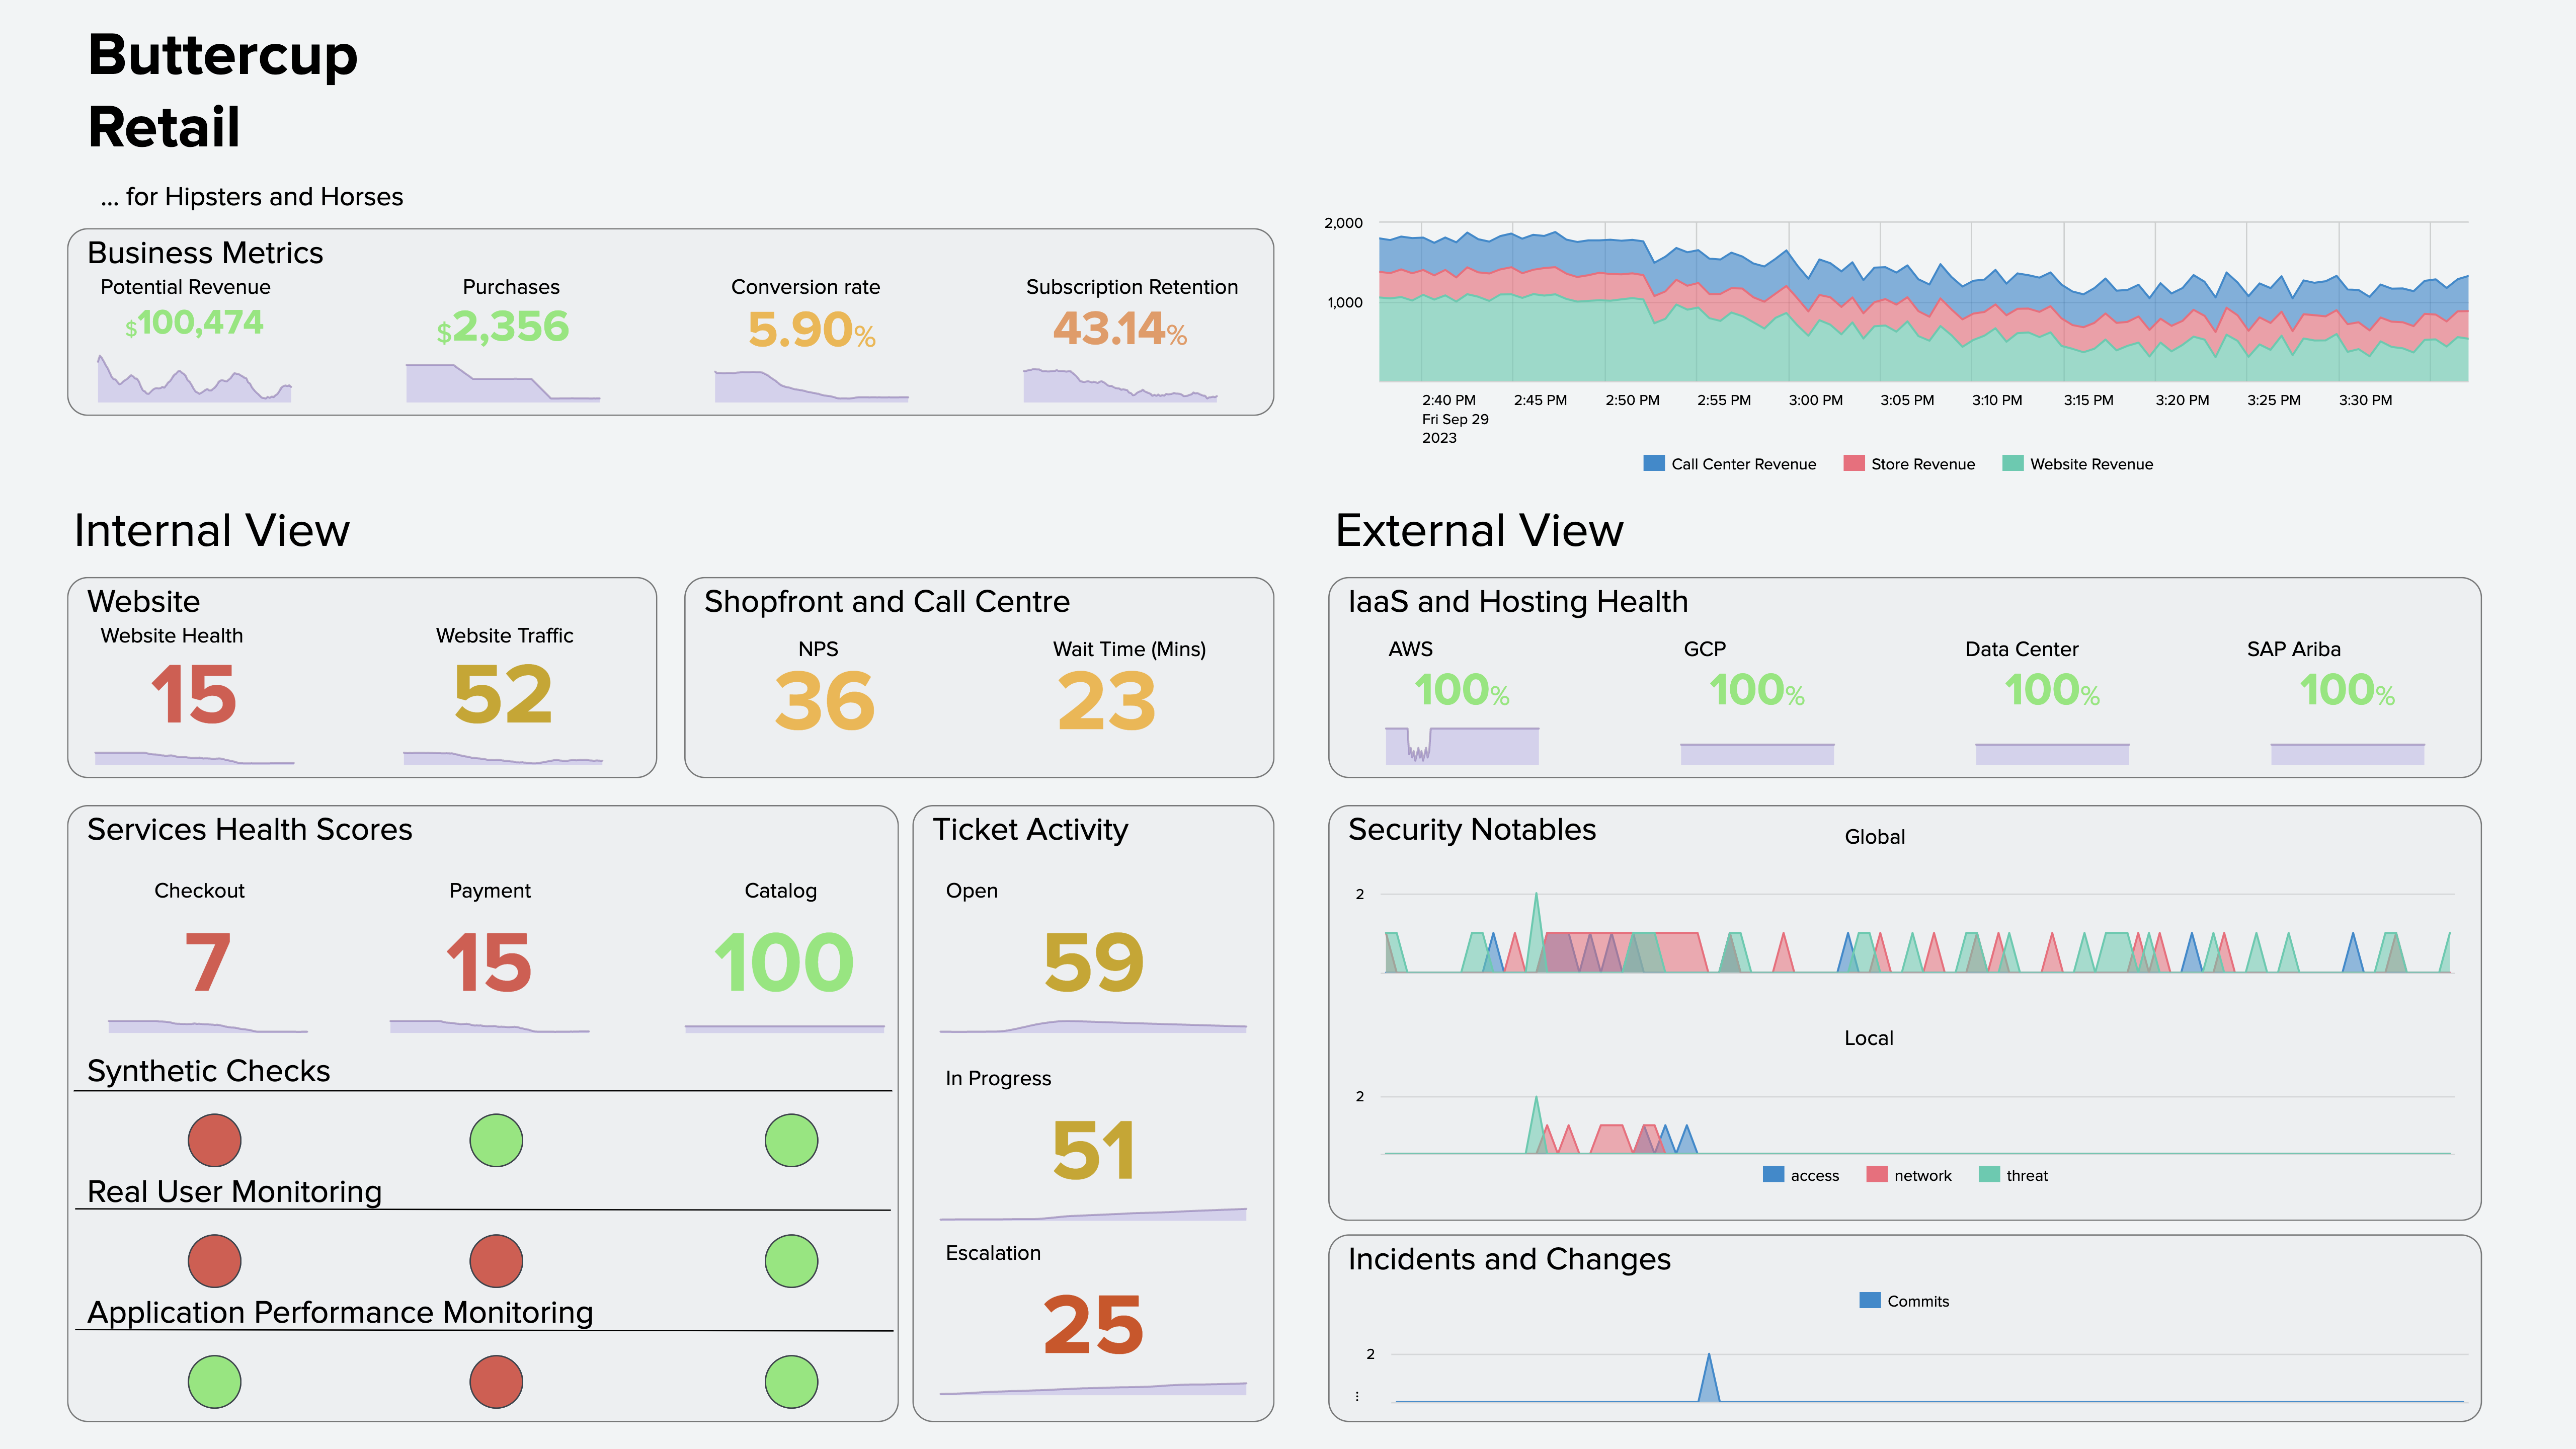 Buttercup
Retail
... for Hipsters and Horses
Business Metrics
Potential Revenue
$100,474
Purchases
$2,356
Conversion rate
5.90%
Subscription Retention
43.14%
2,000
1,000
2:40 PM
Fri Sep 29
2023
2:45 PM
2:50 PM
2:55 PM
3:00 PM
3:05 PM
3:10 PM
3:15 PM
3:20 PM
3:25 PM
3:30 PM
Call Center Revenue
Store Revenue
Website Revenue
Internal View
Website
Website Health
15
Website Traffic
52
Shopfront and Call Centre
NPS
36
Wait Time (Mins)
23
Services Health Scores
Checkout
7
Payment
15
Catalog
100
Synthetic Checks
Real User Monitoring
Application Performance Monitoring
Ticket Activity
Open
59
In Progress
51
Escalation
25
External View
IaaS and Hosting Health
AWS
100%
GCP
100%
Data Center
100%
SAP Ariba
100%
Security Notables
Global
2
Local
2
access
network
threat
Incidents and Changes
Commits
2